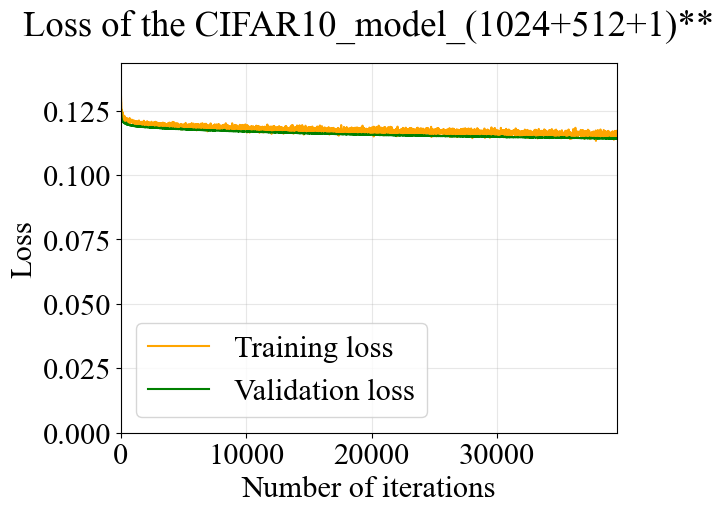 Loss of the CIFAR10_model_(1024+512+1)**
Loss
0.125
0.100
0.075
0.050
0.025
0.000
Training loss
Validation loss
0 10000 20000 30000
Number of iterations